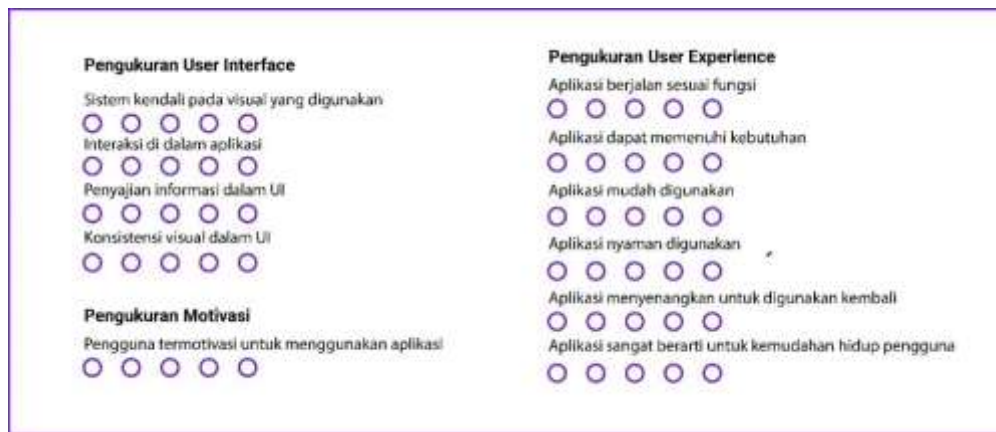 Pengukuran User Interface
Sistem kendali pada visual yang digunakan
Interaksi di dalam aplikasi
Penyajian informasi dalam UI
Konsistensi visual dalam UI
Pengukuran Motivasi
Pengguna termotivasi untuk menggunakan aplikasi
Pengukuran User Experience
Aplikasi berjalan sesuai fungsi
Aplikasi dapat memenuhi kebutuhan
Aplikasi mudah digunakan
Aplikasi nyaman digunakan
Aplikasi menyenangkan untuk digunakan kembali
Aplikasi sangat berarti untuk kemudahan hidup pengguna